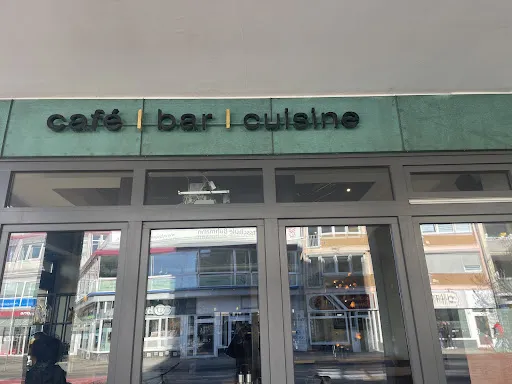 café | bar | cuisine